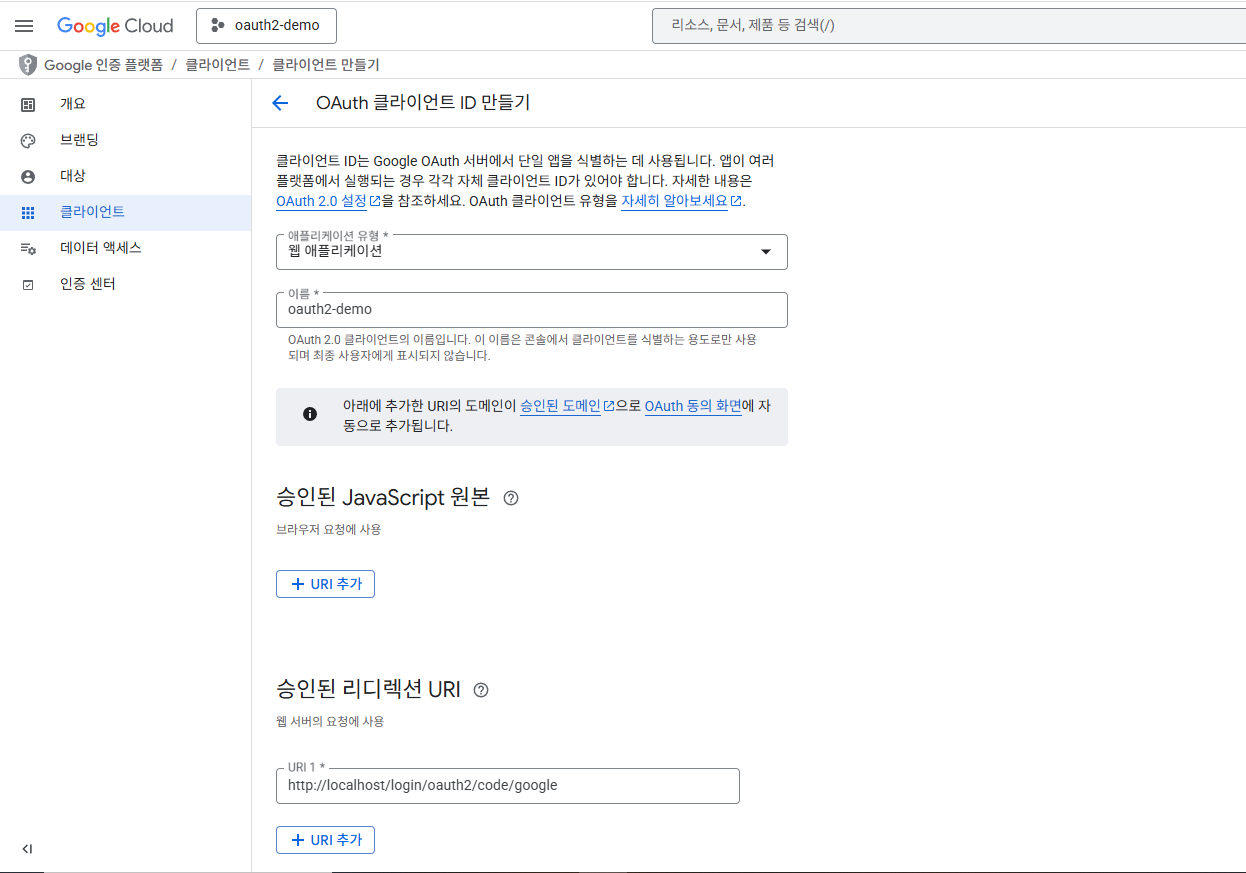 Google Cloud
oauth2-demo
리소스, 문서, 제품 등 검색(/)
Google 인증 플랫폼 / 클라이언트 / 클라이언트 만들기
개요
브랜딩
대상
클라이언트
데이터 액세스
인증 센터
OAuth 클라이언트 ID 만들기
클라이언트 ID는 Google OAuth 서버에서 단일 앱을 식별하는 데 사용됩니다. 앱이 여러
플랫폼에서 실행되는 경우 각각 자체 클라이언트 ID가 있어야 합니다. 자세한 내용은
OAuth 2.0 설정을 참조하세요. OAuth 클라이언트 유형을 자세히 알아보세요.
애플리케이션 유형 *
웹 애플리케이션
이름 *
oauth2-demo
OAuth 2.0 클라이언트의 이름입니다. 이 이름은 콘솔에서 클라이언트를 식별하는 용도로만 사용
되며 최종 사용자에게 표시되지 않습니다.
아래에 추가한 URI의 도메인이 승인된 도메인으로 OAuth 동의 화면에 자
동으로 추가됩니다.
승인된 JavaScript 원본
브라우저 요청에 사용
+ URI 추가
승인된 리디렉션 URI
웹 서버의 요청에 사용
URI 1 *
http://localhost/login/oauth2/code/google
+ URI 추가